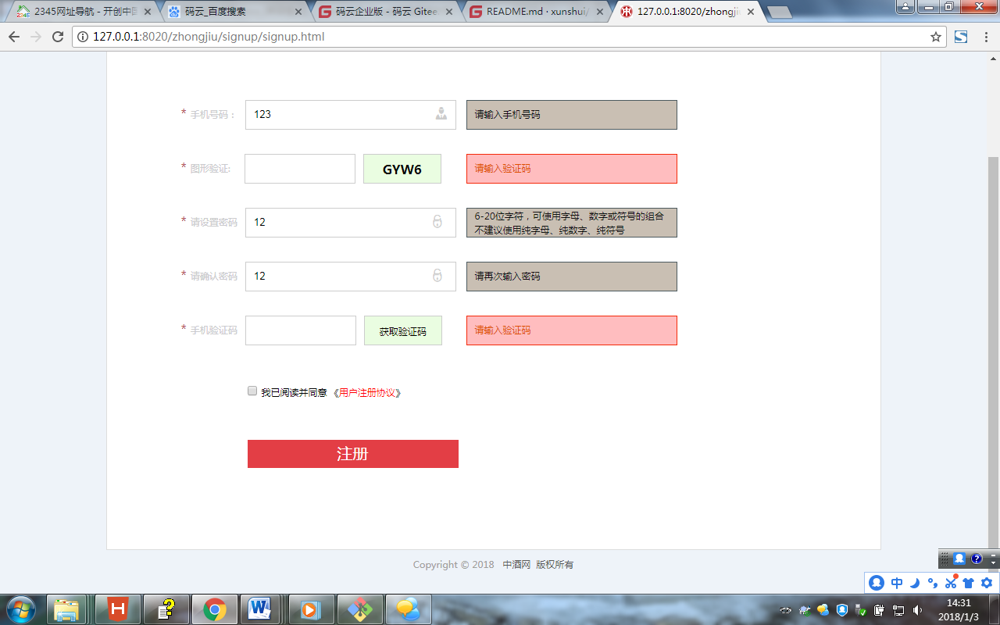 2345网址导航 - 开创中国
码云_百度搜索
码云企业版 - 码云 Gitee
README.md · xunshui/
127.0.0.1:8020/zhongji
127.0.0.1:8020/zhongjiu/signup/signup.html
* 手机号码： 123 请输入手机号码
* 图形验证: GYW6 请输入验证码
* 请设置密码 12 6-20位字符，可使用字母、数字或符号的组合
不建议使用纯字母、纯数字、纯符号
* 请确认密码 12 请再次输入密码
* 手机验证码 获取验证码 请输入验证码
我已阅读并同意 《用户注册协议》
注册
Copyright © 2018 中酒网 版权所有
中
14:31
2018/1/3